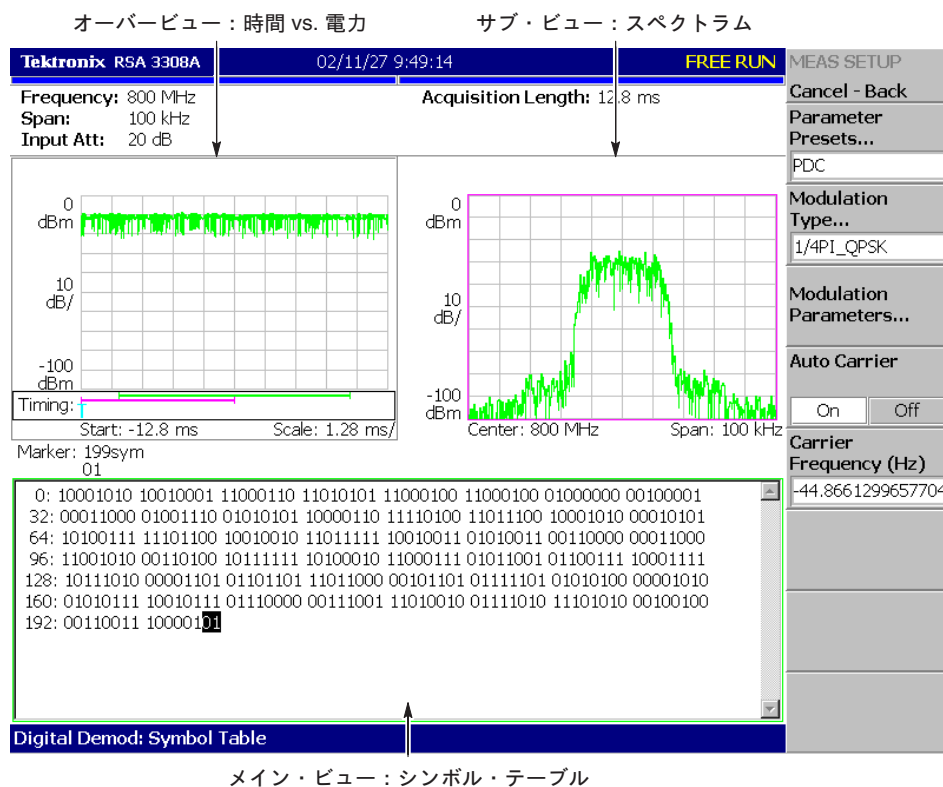 オーバービュー：時間 vs. 電力
サブ・ビュー：スペクトラム
Tektronix RSA 3308A 02/11/27 9:49:14 FREE RUN
MEAS SETUP
Cancel - Back
Frequency: 800 MHz
Span: 100 kHz
Input Att: 20 dB
Acquisition Length: 12.8 ms
Parameter
Presets...
PDC
Modulation
Type...
1/4PI_QPSK
Modulation
Parameters...
Auto Carrier
On Off
Carrier
Frequency (Hz)
-44.8661299657704
0
dBm
10
dB/
-100
dBm
Timing:
Start: -12.8 ms Scale: 1.28 ms/
0
dBm
10
dB/
-100
dBm
Center: 800 MHz Span: 100 kHz
Marker: 199sym
01
0: 10001010 10010001 11000110 11010101 11000100 11000100 01000000 00100001
32: 00011000 01001110 01010101 10000110 11110100 11011100 10001010 00010101
64: 10100111 11101100 10010010 11011111 10010011 01010011 00110000 00011000
96: 11001010 00110100 10111111 10100010 11000111 01011001 01100111 10001111
128: 10111010 00001101 01101101 11011000 00101101 01111101 01010100 00001010
160: 01010111 10010111 01110000 00111001 11010010 01111010 11101010 00100100
192: 00110011 10000101
Digital Demod: Symbol Table
メイン・ビュー：シンボル・テーブル